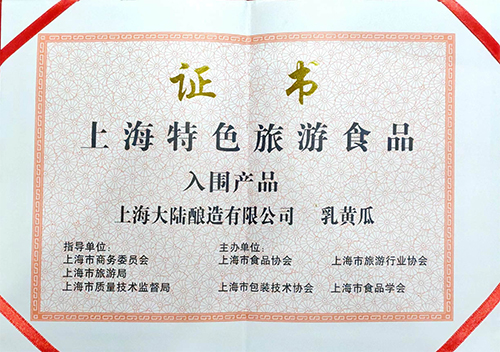 证书
上海特色旅游食品
入围产品
上海大陆酿造有限公司 乳黄瓜
指导单位: 主办单位:
上海市商务委员会 上海市食品协会 上海市旅游行业协会
上海市旅游局
上海市质量技术监督局 上海市包装技术协会 上海市食品学会